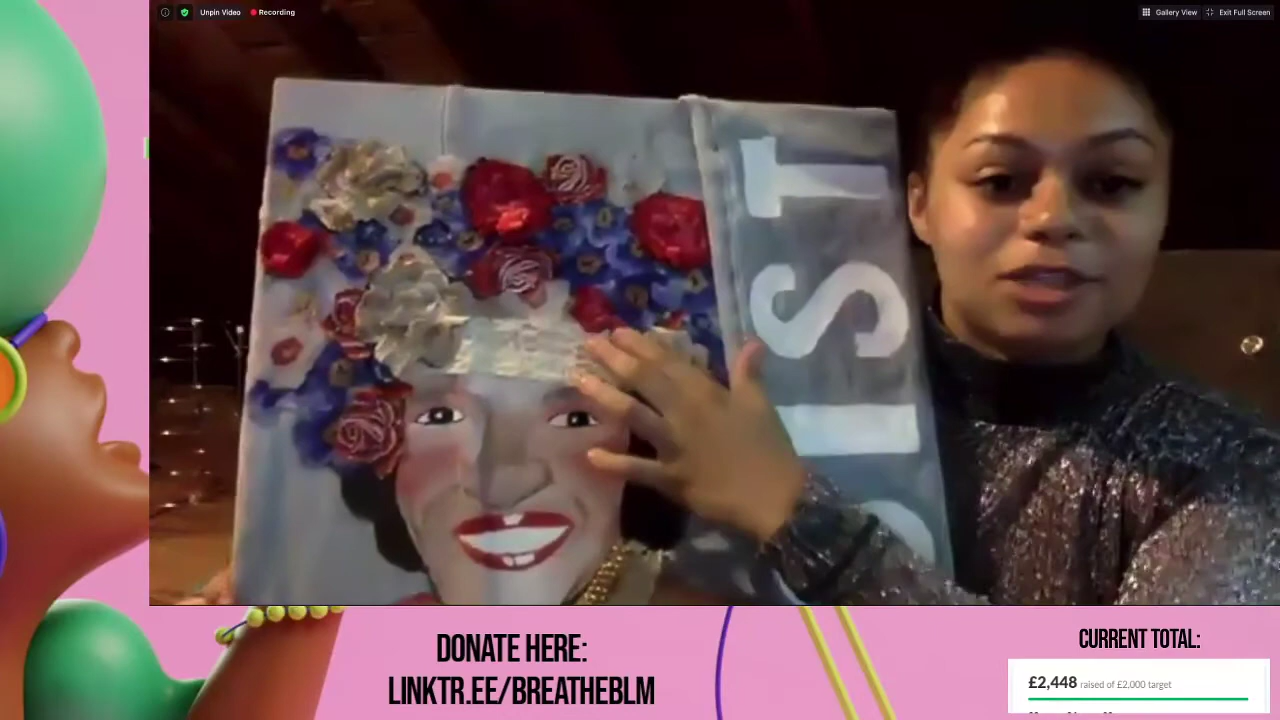 Unpin Video
Recording
Gallery View
Exit Full Screen
IST
DONATE HERE:
LINKTR.EE/BREATHEBLM
CURRENT TOTAL:
£2,448 raised of £2,000 target